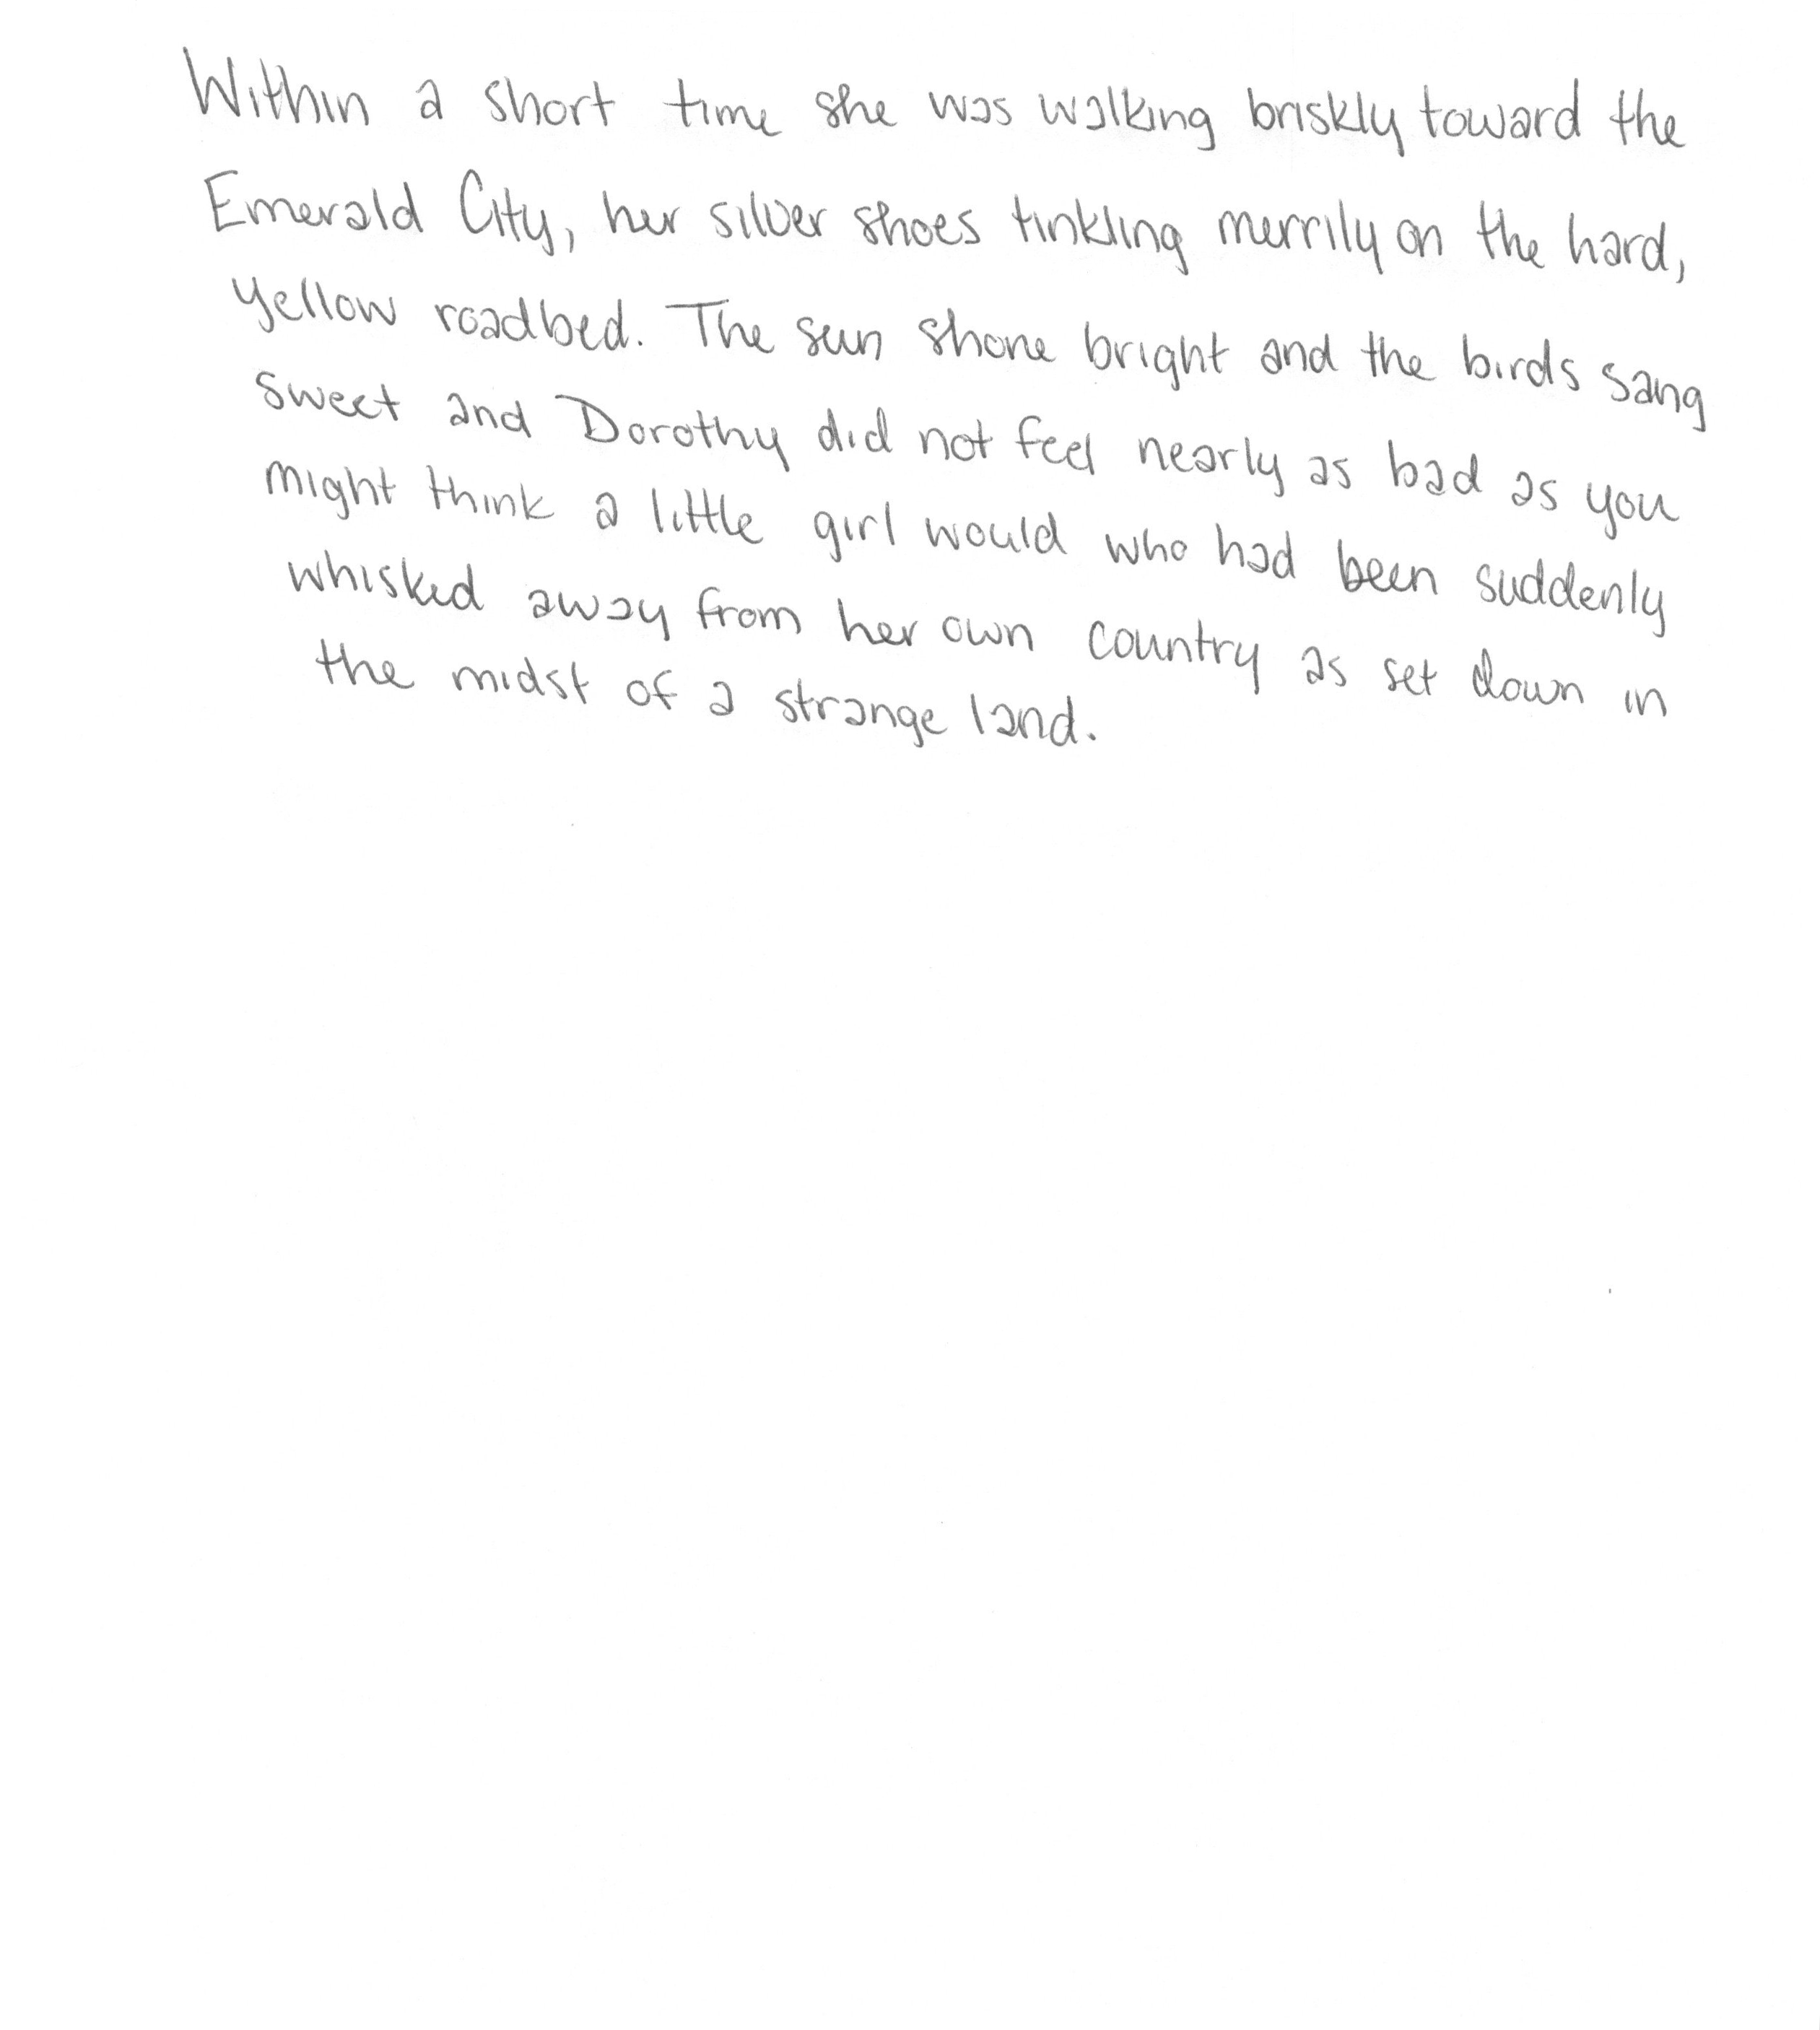 Within a short time she was walking briskly toward the
Emerald City, her silver shoes tinkling merrily on the hard,
yellow roadbed. The sun shone bright and the birds sang
sweet and Dorothy did not feel nearly as bad as you
might think a little girl would who had been suddenly
whisked away from her own country as set down in
the midst of a strange land.